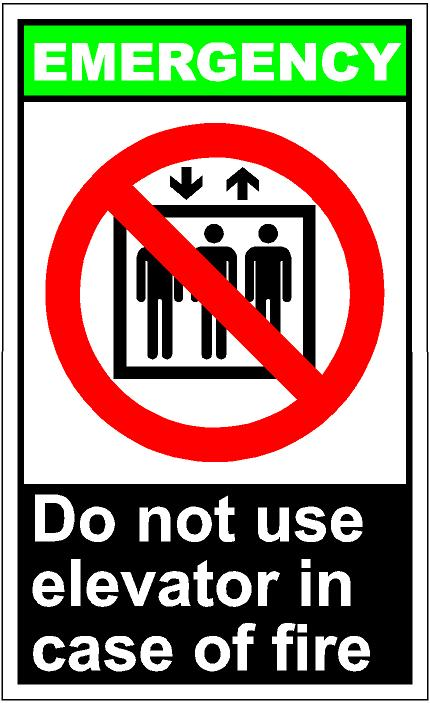 EMERGENCY
Do not use
elevator in
case of fire